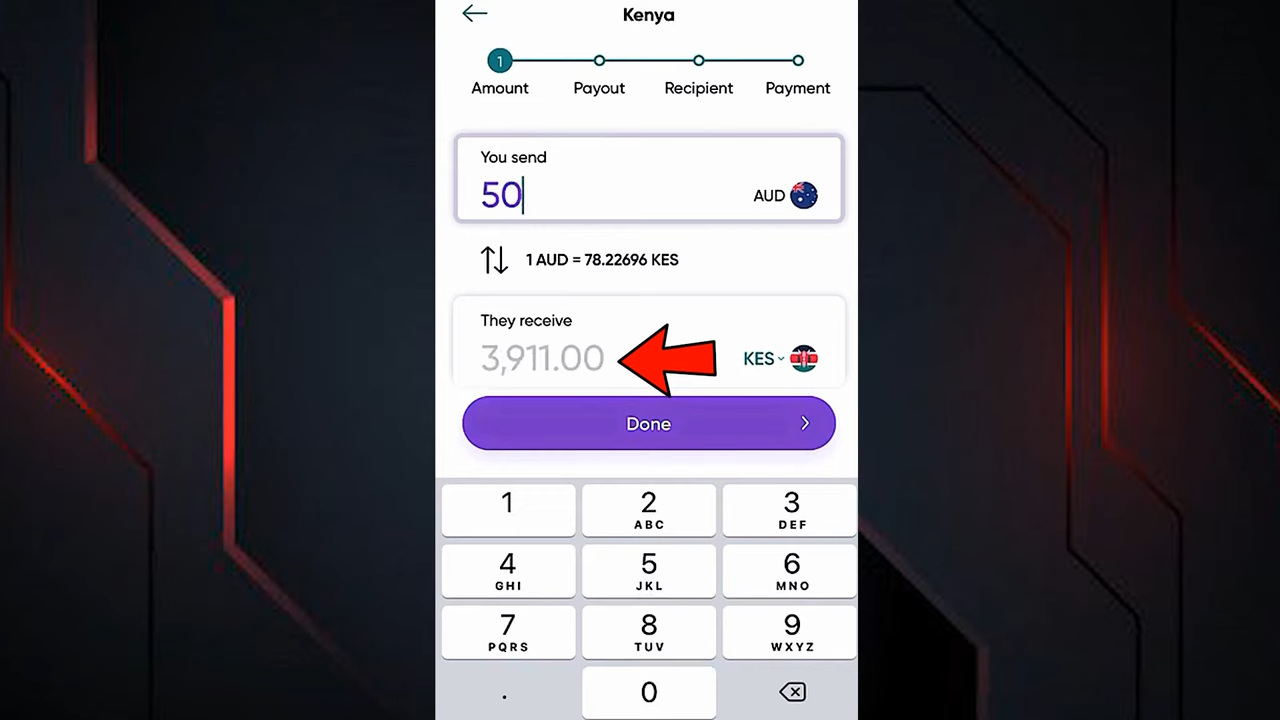 Kenya
1
Amount Payout Recipient Payment
You send
50 AUD
1 AUD = 78.22696 KES
They receive
3,911.00 KES
Done
1 2 3
ABC DEF
4 5 6
GHI JKL MNO
7 8 9
PQRS TUV WXYZ
. 0